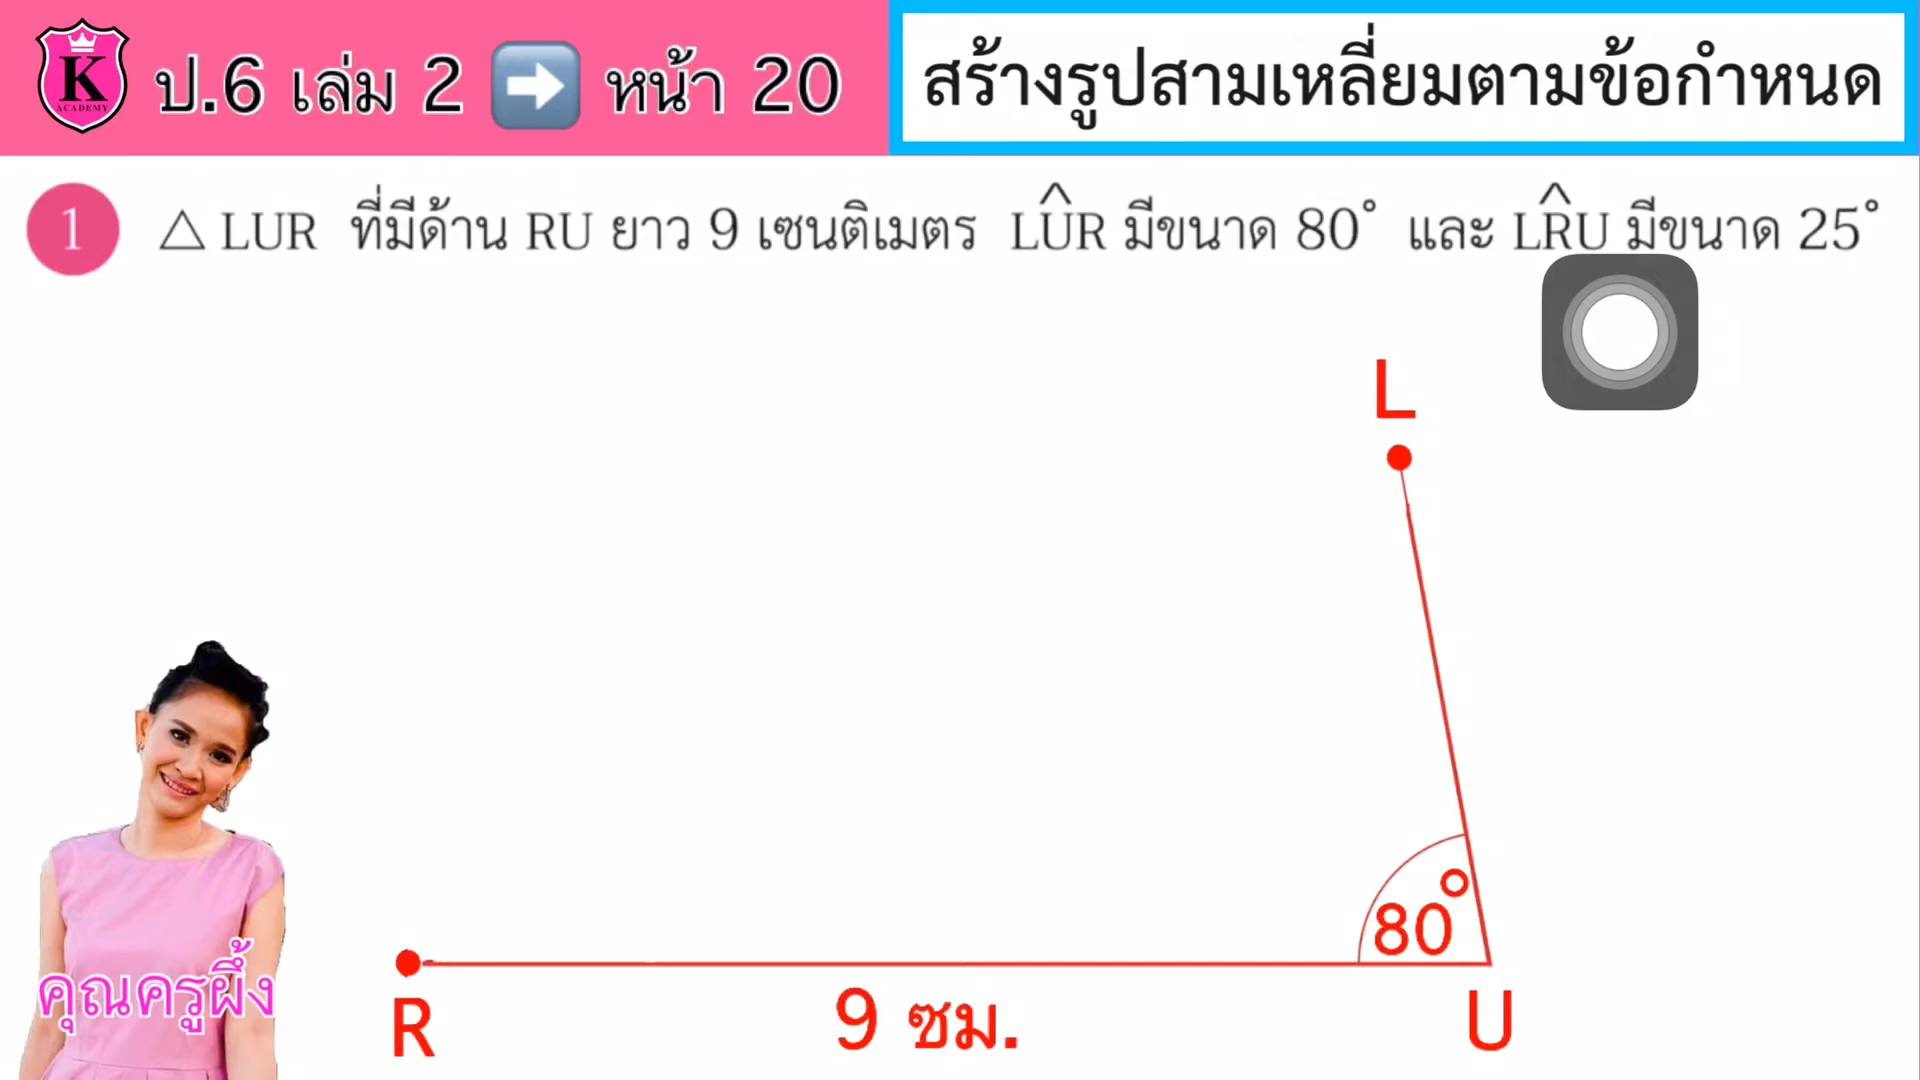 K
ACADEMY
ป.6 เล่ม 2 ➡ หน้า 20
สร้างรูปสามเหลี่ยมตามข้อกำหนด
1 △ LUR ที่มีด้าน RU ยาว 9 เซนติเมตร LÛR มีขนาด 80° และ LR̂U มีขนาด 25°
L
80°
R
9 ซม.
U
คุณครูผึ้ง